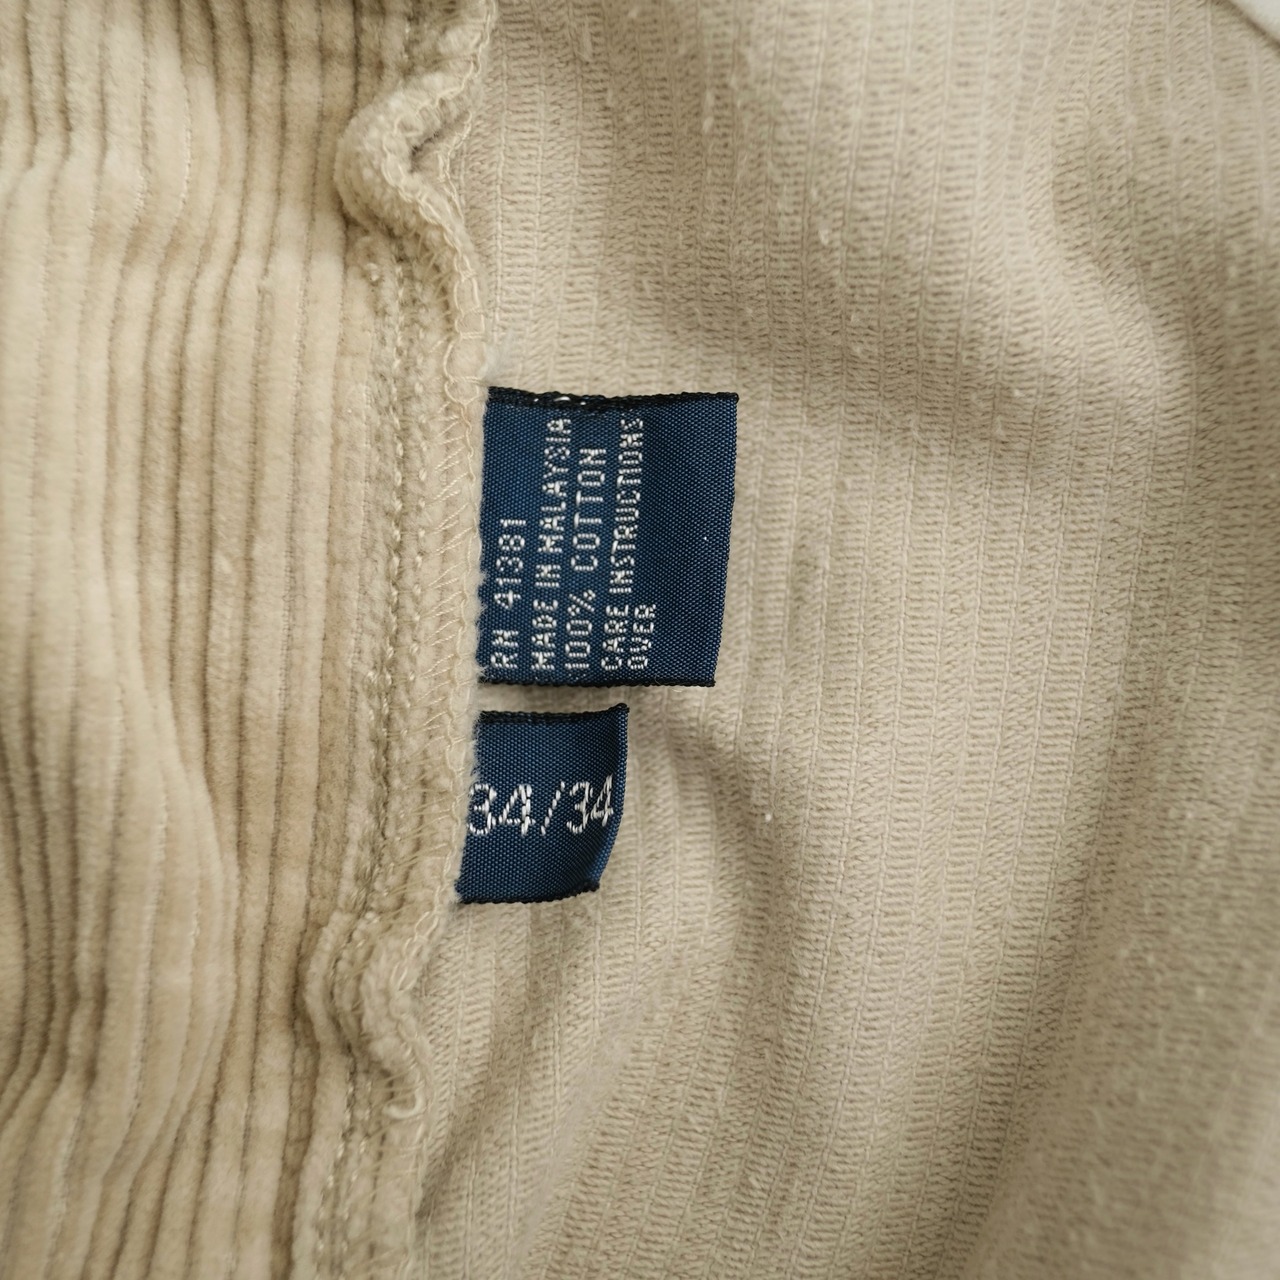 RN 41381
MADE IN MALAYSIA
100% COTTON
CARE INSTRUCTIONS
OVER
34/34